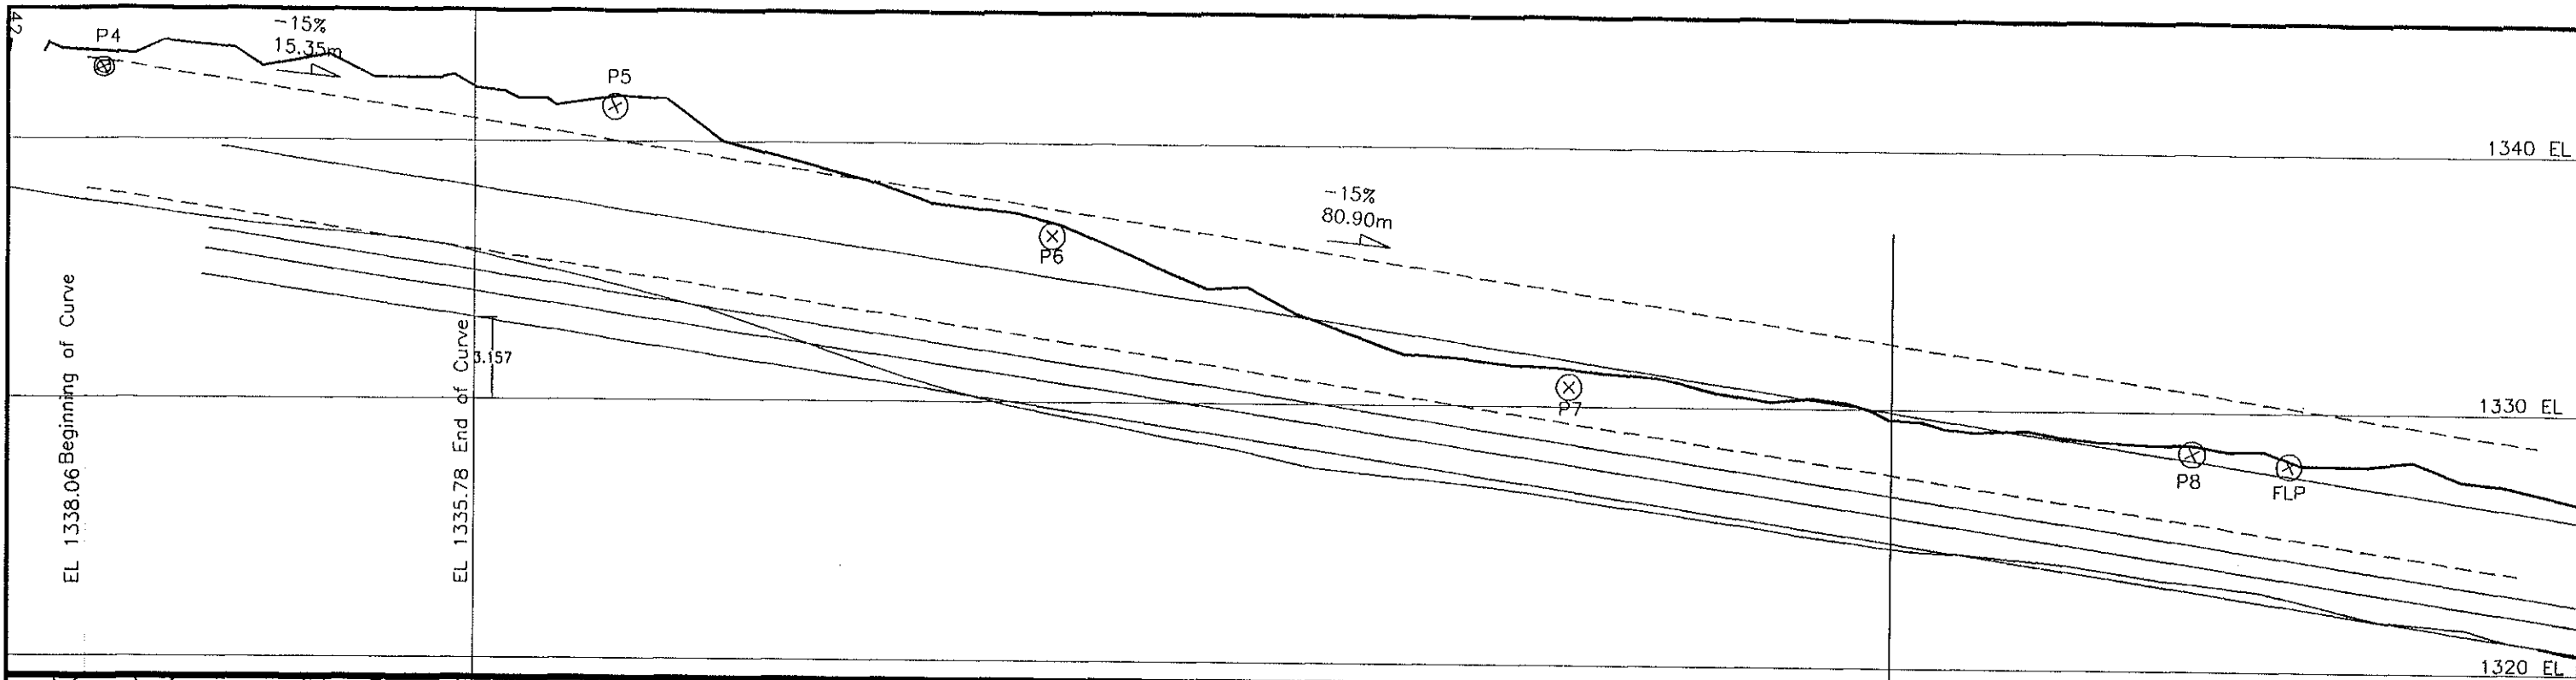 42
P4
-15%
15.35m
P5
1340 EL
-15%
80.90m
P6
EL 1338.06 Beginning of Curve
EL 1335.78 End of Curve
3.157
P7
1330 EL
P8
FLP
1320 EL